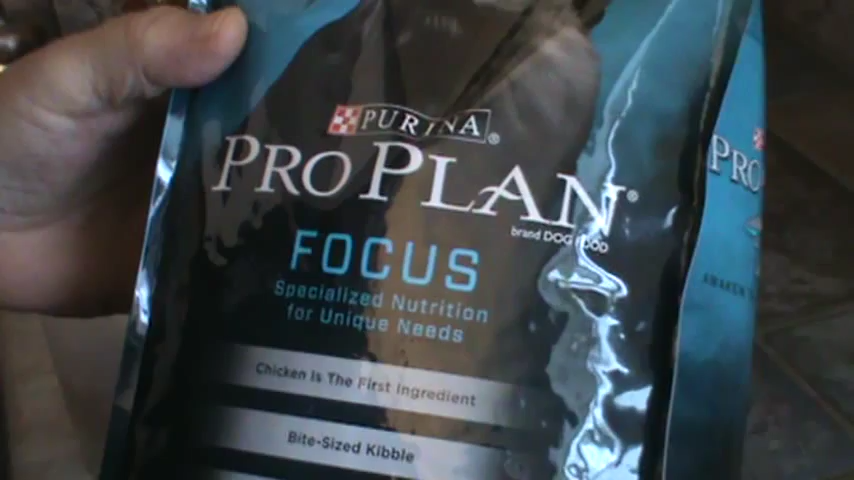 PURINA®
PRO PLAN®
brand DOG FOOD
FOCUS
Specialized Nutrition
for Unique Needs
Chicken Is The First Ingredient
Bite-Sized Kibble
PRO